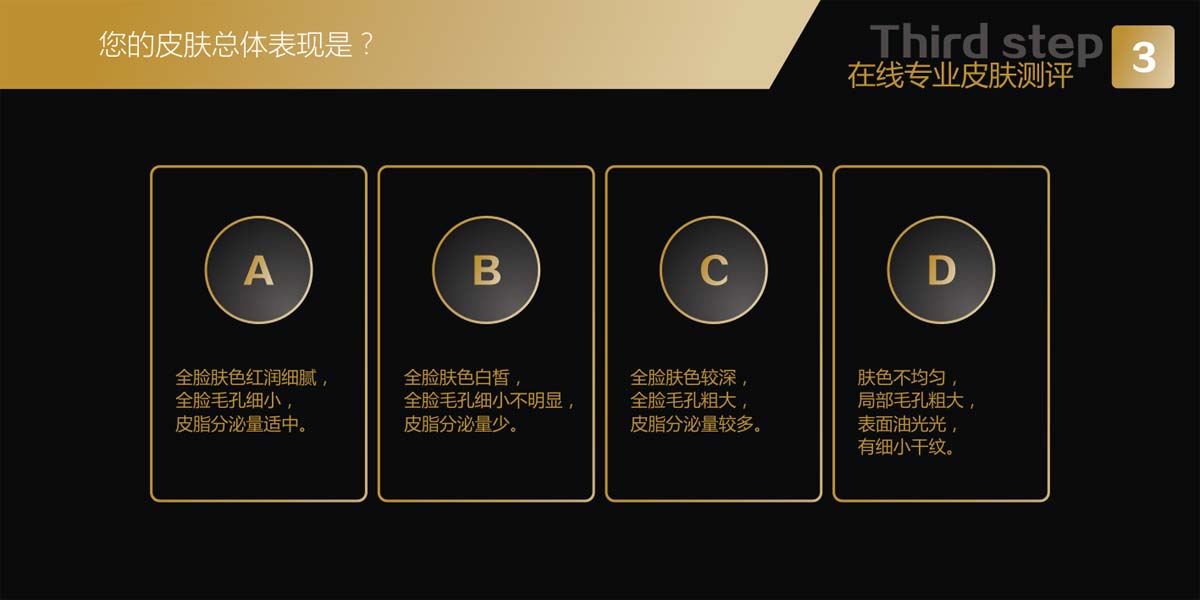 您的皮肤总体表现是？
Third step
在线专业皮肤测评
3
A
全脸肤色红润细腻，
全脸毛孔细小，
皮脂分泌量适中。
B
全脸肤色白皙，
全脸毛孔细小不明显，
皮脂分泌量少。
C
全脸肤色较深，
全脸毛孔粗大，
皮脂分泌量较多。
D
肤色不均匀，
局部毛孔粗大，
表面油光光，
有细小干纹。